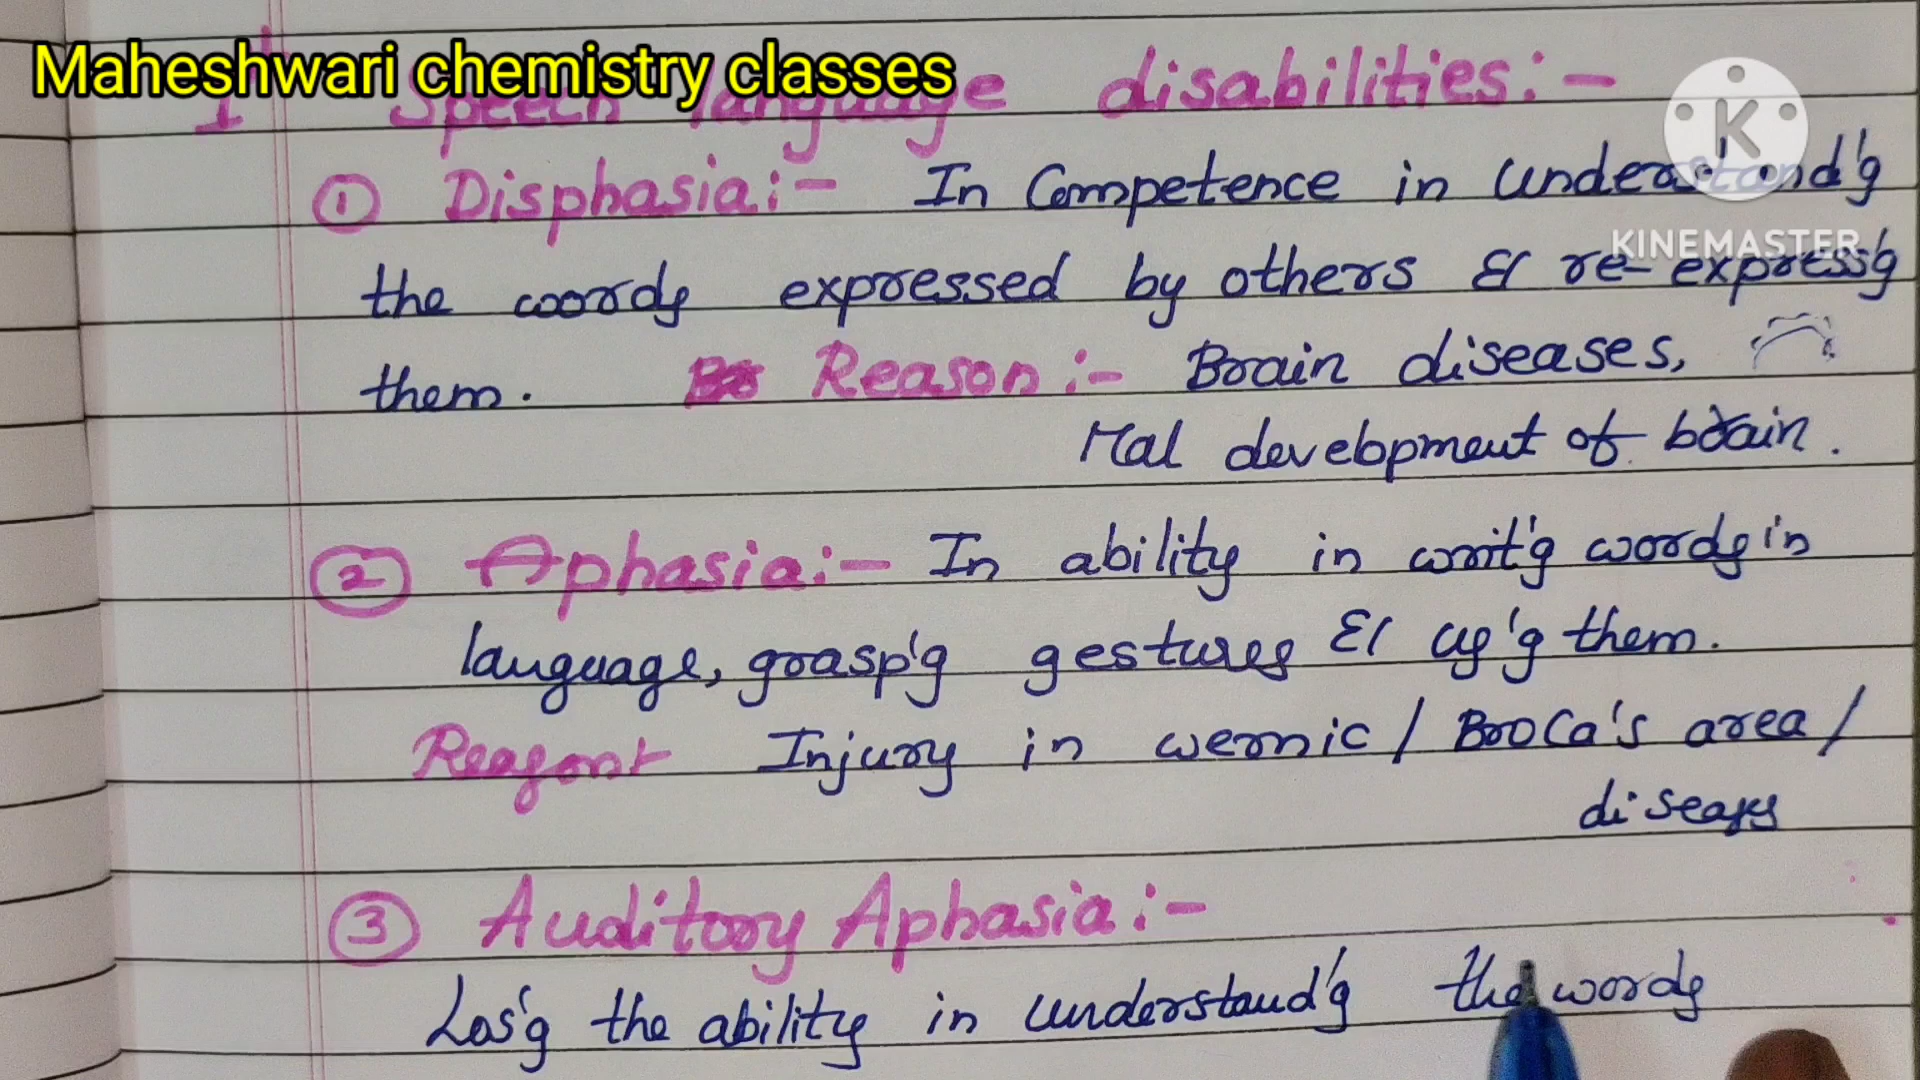 Maheshwari chemistry classes
I Speech language disabilities:-
① Disphasia:- In Competence in understand'g
KINEMASTER
the words expressed by others & re-express'g
them. Reason:- Brain diseases,
Mal development of brain.
② Aphasia:- In ability in writ'g words in
language, grasp'g gestures & us'g them.
Reason:- Injury in wernic / Broca's area /
diseases
③ Auditory Aphasia:-
Los'g the ability in understand'g the words